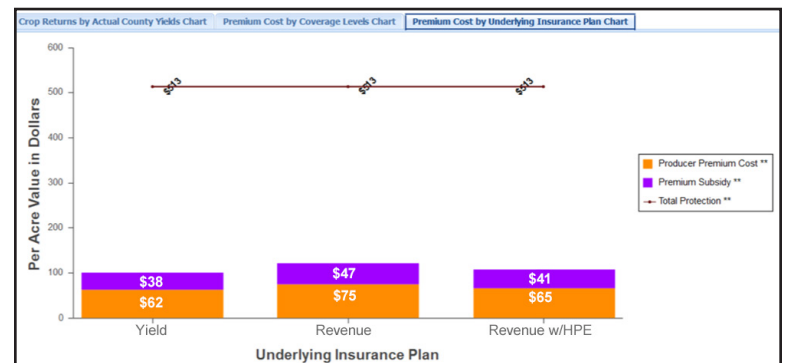 Crop Returns by Actual County Yields Chart
Premium Cost by Coverage Levels Chart
Premium Cost by Underlying Insurance Plan Chart
600
500
400
300
200
100
0
Per Acre Value in Dollars
$513
$513
$513
$38
$62
$47
$75
$41
$65
Yield
Revenue
Revenue w/HPE
Underlying Insurance Plan
Producer Premium Cost **
Premium Subsidy **
Total Protection **